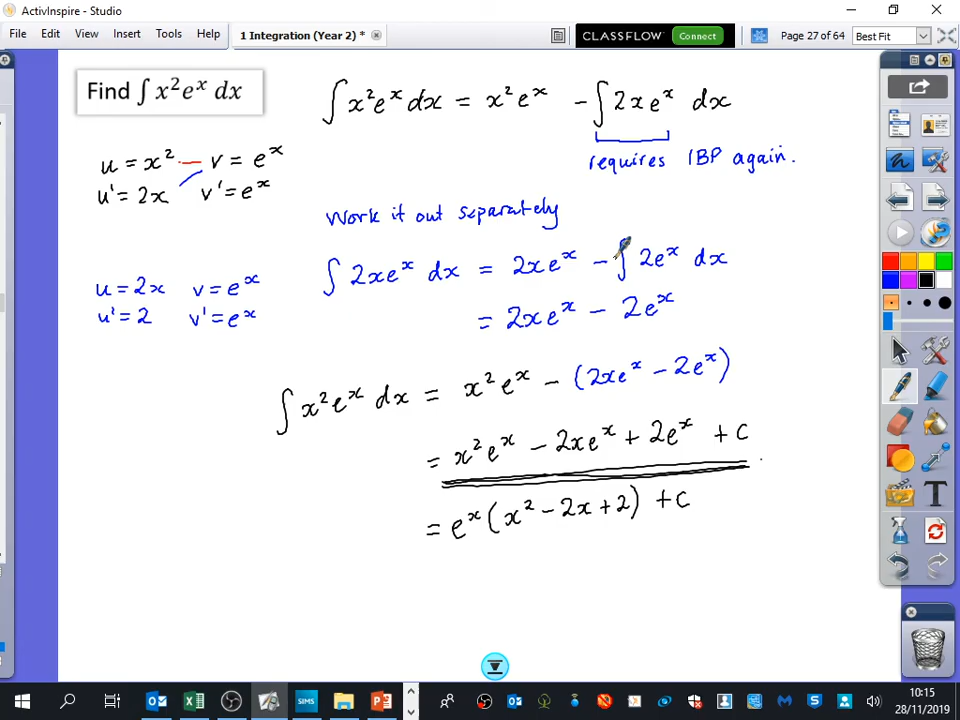 ActivInspire - Studio
File Edit View Insert Tools Help
1 Integration (Year 2) *
CLASSFLOW Connect
Page 27 of 64
Best Fit
Find ∫ x²eˣ dx
∫ x²eˣ dx = x²eˣ - ∫ 2xeˣ dx
requires IBP again.
u = x² v = eˣ
u' = 2x v' = eˣ
Work it out separately
∫ 2xeˣ dx = 2xeˣ - ∫ 2eˣ dx
u = 2x v = eˣ
u' = 2 v' = eˣ
= 2xeˣ - 2eˣ
∫ x²eˣ dx = x²eˣ - (2xeˣ - 2eˣ)
= x²eˣ - 2xeˣ + 2eˣ + c
= eˣ(x² - 2x + 2) + c
SIMS
10:15
28/11/2019